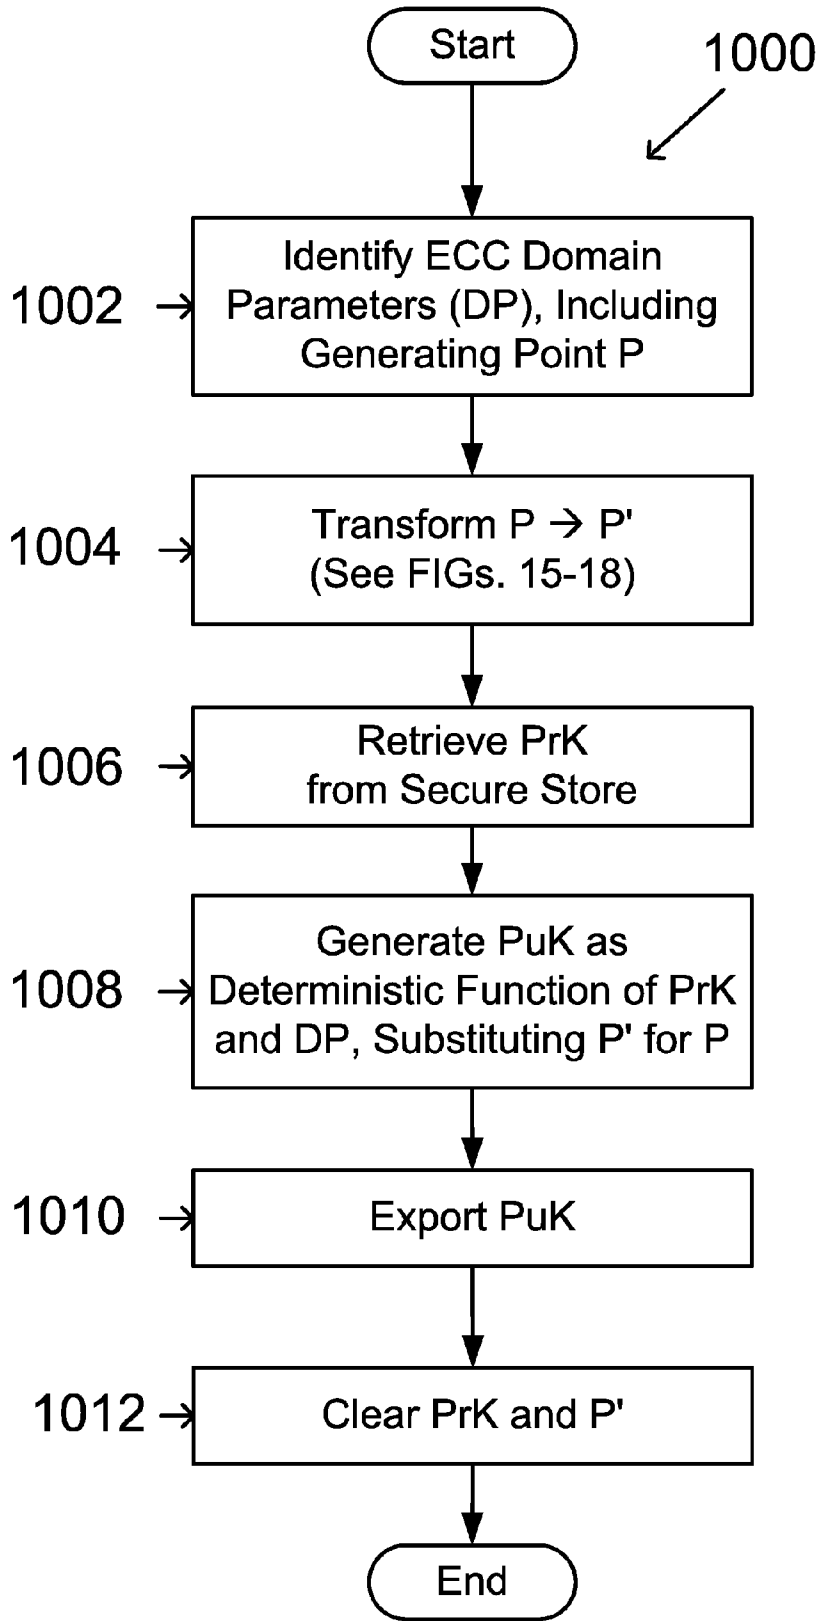 Start
1000
Identify ECC Domain
Parameters (DP), Including
Generating Point P
1002
Transform P → P'
(See FIGs. 15-18)
1004
Retrieve PrK
from Secure Store
1006
Generate PuK as
Deterministic Function of PrK
and DP, Substituting P' for P
1008
Export PuK
1010
Clear PrK and P'
1012
End